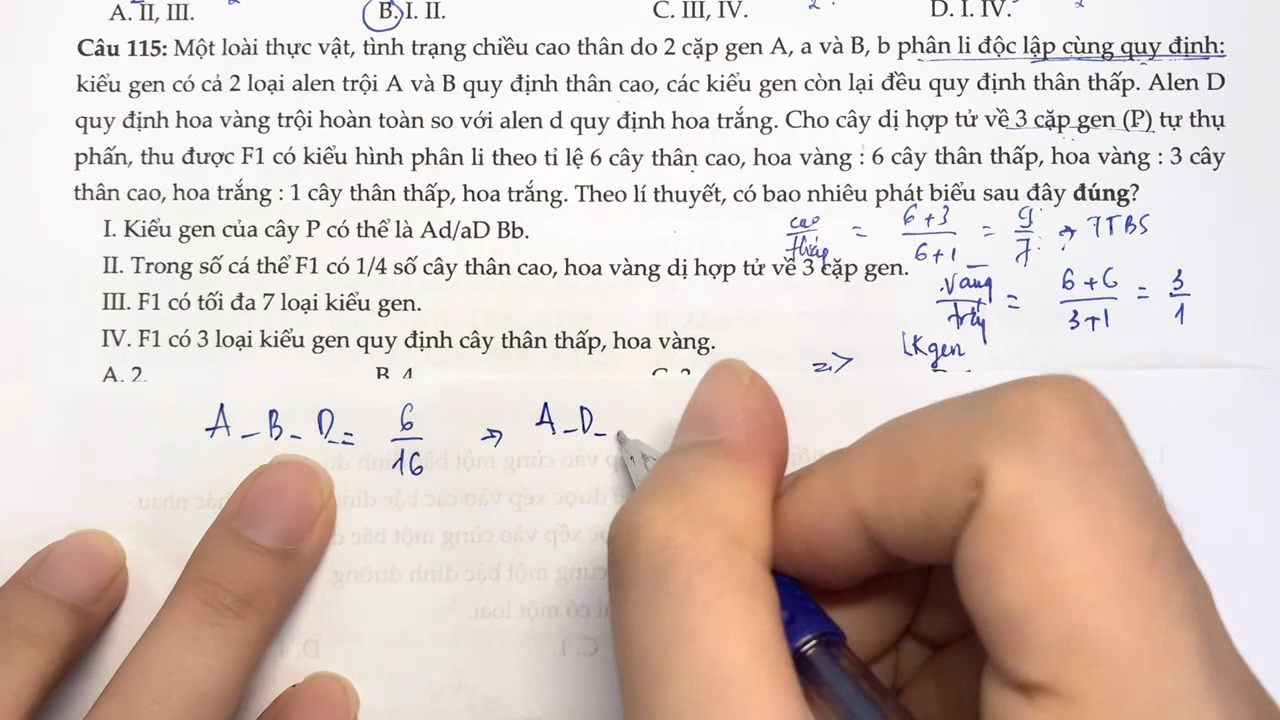 A. II, III. B. I. II. C. III, IV. D. I. IV.
Câu 115: Một loài thực vật, tình trạng chiều cao thân do 2 cặp gen A, a và B, b phân li độc lập cùng quy định:
kiểu gen có cả 2 loại alen trội A và B quy định thân cao, các kiểu gen còn lại đều quy định thân thấp. Alen D
quy định hoa vàng trội hoàn toàn so với alen d quy định hoa trắng. Cho cây dị hợp tử về 3 cặp gen (P) tự thụ
phấn, thu được F1 có kiểu hình phân li theo tỉ lệ 6 cây thân cao, hoa vàng : 6 cây thân thấp, hoa vàng : 3 cây
thân cao, hoa trắng : 1 cây thân thấp, hoa trắng. Theo lí thuyết, có bao nhiêu phát biểu sau đây đúng?
I. Kiểu gen của cây P có thể là Ad/aD Bb.
cao/thấp = 6+3/6+1 = 9/7 → TTBS
II. Trong số cá thể F1 có 1/4 số cây thân cao, hoa vàng dị hợp tử về 3 cặp gen.
vàng/trắng = 6+6/3+1 = 3/1
III. F1 có tối đa 7 loại kiểu gen.
IV. F1 có 3 loại kiểu gen quy định cây thân thấp, hoa vàng.
=> LKgen
A. 2.
A-B-D- = 6/16 → A-D-